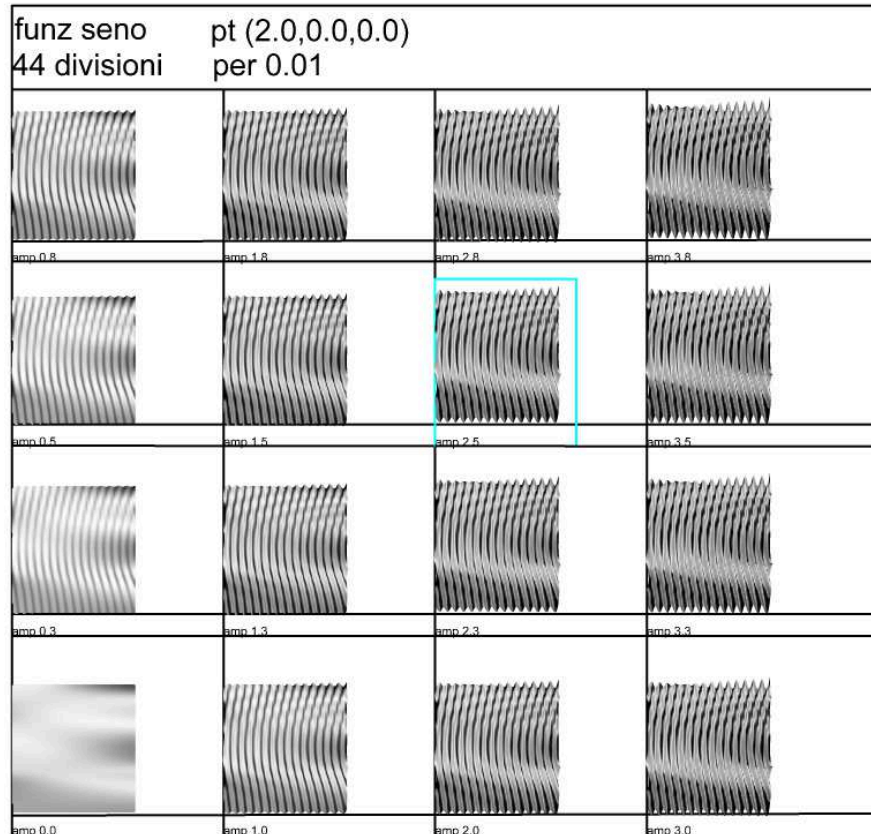 funz seno pt (2.0,0.0,0.0)
44 divisioni per 0.01
amp 0.8 amp 1.8 amp 2.8 amp 3.8
amp 0.5 amp 1.5 amp 2.5 amp 3.5
amp 0.3 amp 1.3 amp 2.3 amp 3.3
amp 0.0 amp 1.0 amp 2.0 amp 3.0